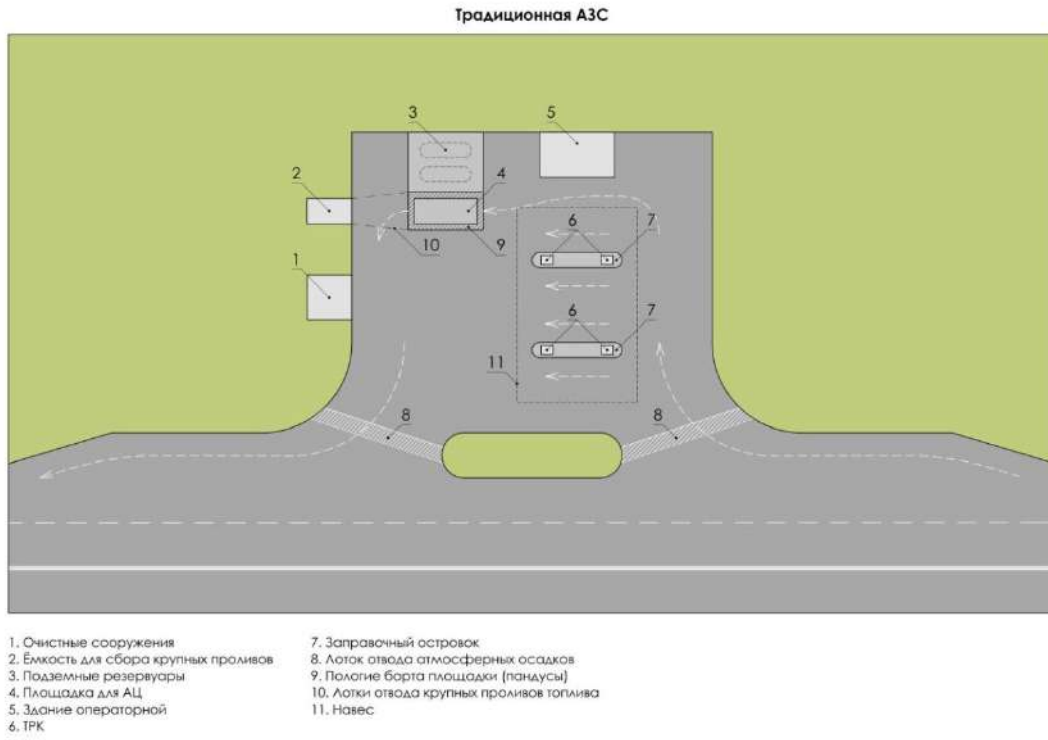 Традиционная АЗС
3
5
2
4
6
7
10
9
1
6
7
11
8
8
1. Очистные сооружения
2. Ёмкость для сбора крупных проливов
3. Подземные резервуары
4. Площадка для АЦ
5. Здание операторной
6. ТРК
7. Заправочный островок
8. Лоток отвода атмосферных осадков
9. Пологие борта площадки (пандусы)
10. Лотки отвода крупных проливов топлива
11. Навес